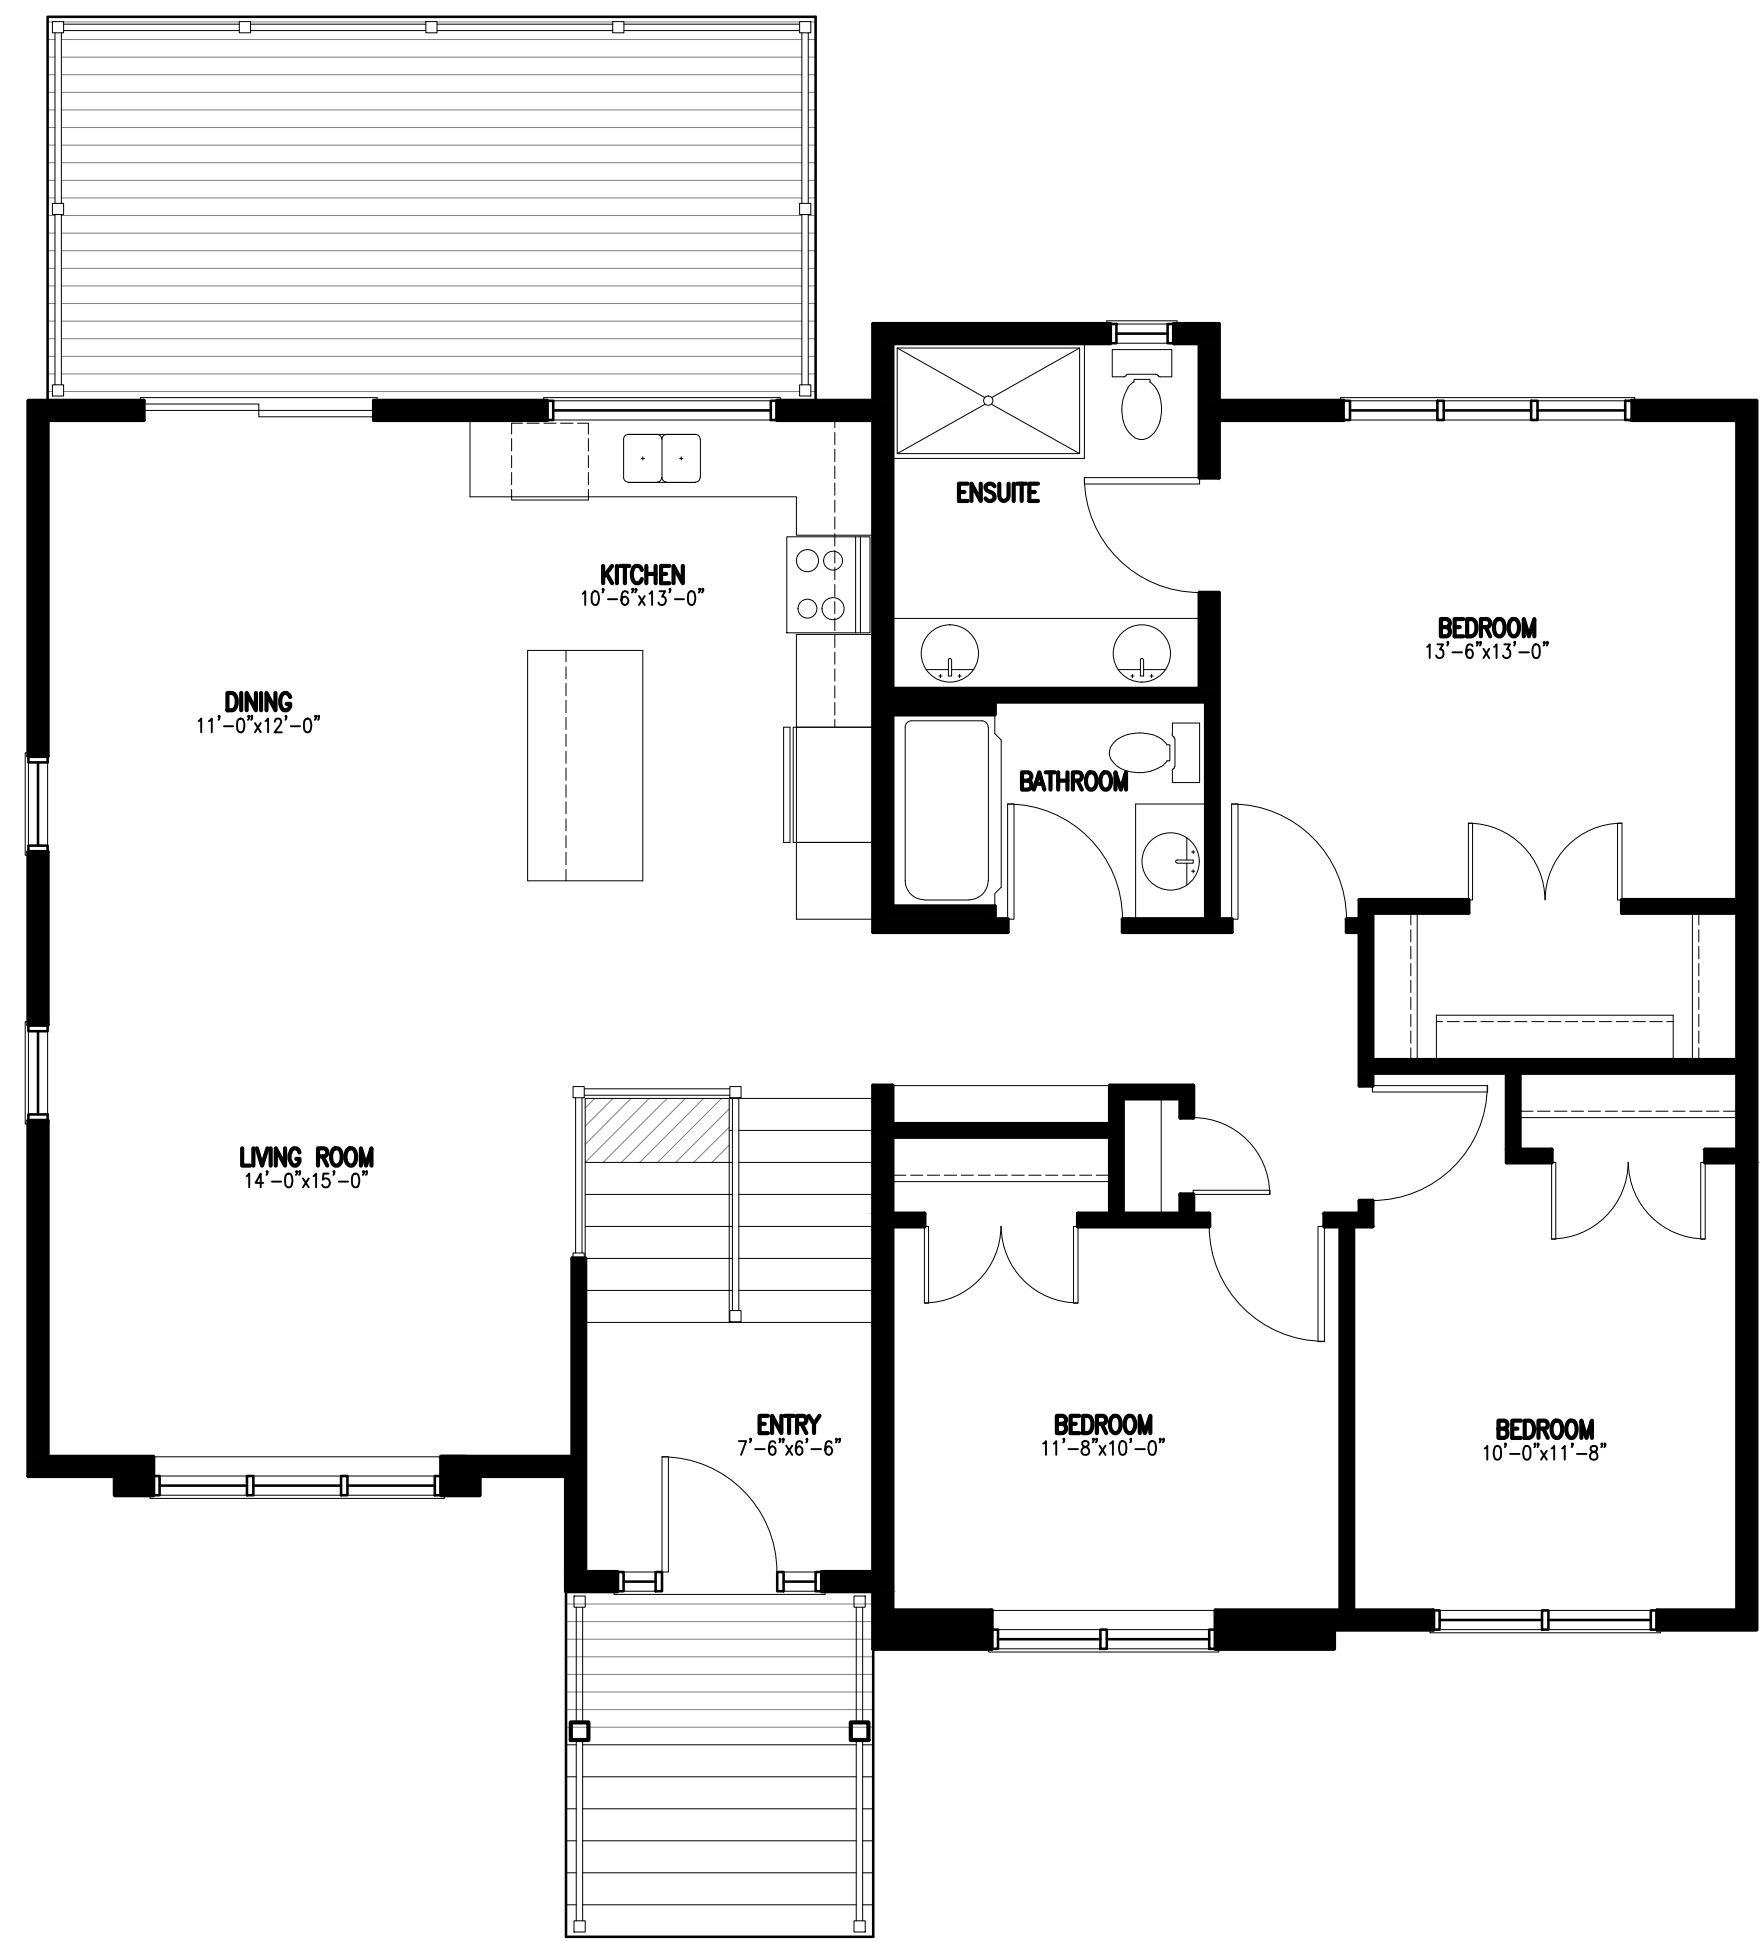 ENSUITE
KITCHEN
10'-6"x13'-0"
BEDROOM
13'-6"x13'-0"
DINING
11'-0"x12'-0"
BATHROOM
LIVING ROOM
14'-0"x15'-0"
ENTRY
7'-6"x6'-6"
BEDROOM
11'-8"x10'-0"
BEDROOM
10'-0"x11'-8"